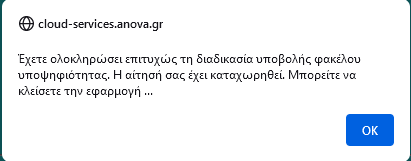 cloud-services.anova.gr
Έχετε ολοκληρώσει επιτυχώς τη διαδικασία υποβολής φακέλου
υποψηφιότητας. Η αίτησή σας έχει καταχωρηθεί. Μπορείτε να
κλείσετε την εφαρμογή ...
OK